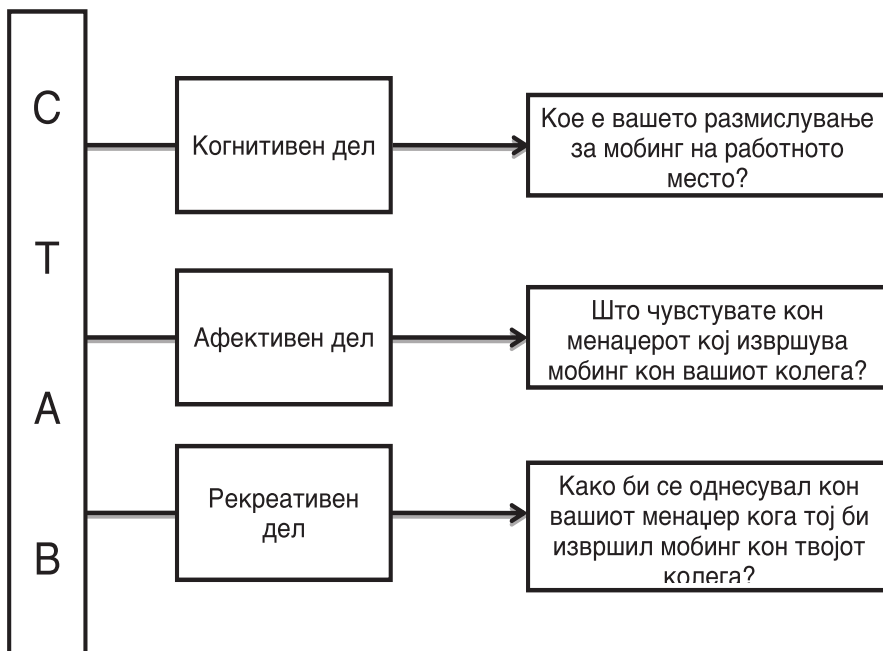 С
Т
А
В
Когнитивен дел
Кое е вашето размислување
за мобинг на работното
место?
Афективен дел
Што чувствувате кон
менаџерот кој извршува
мобинг кон вашиот колега?
Рекреативен
дел
Како би се однесувал кон
вашиот менаџер кога тој би
извршил мобинг кон твојот
колега?